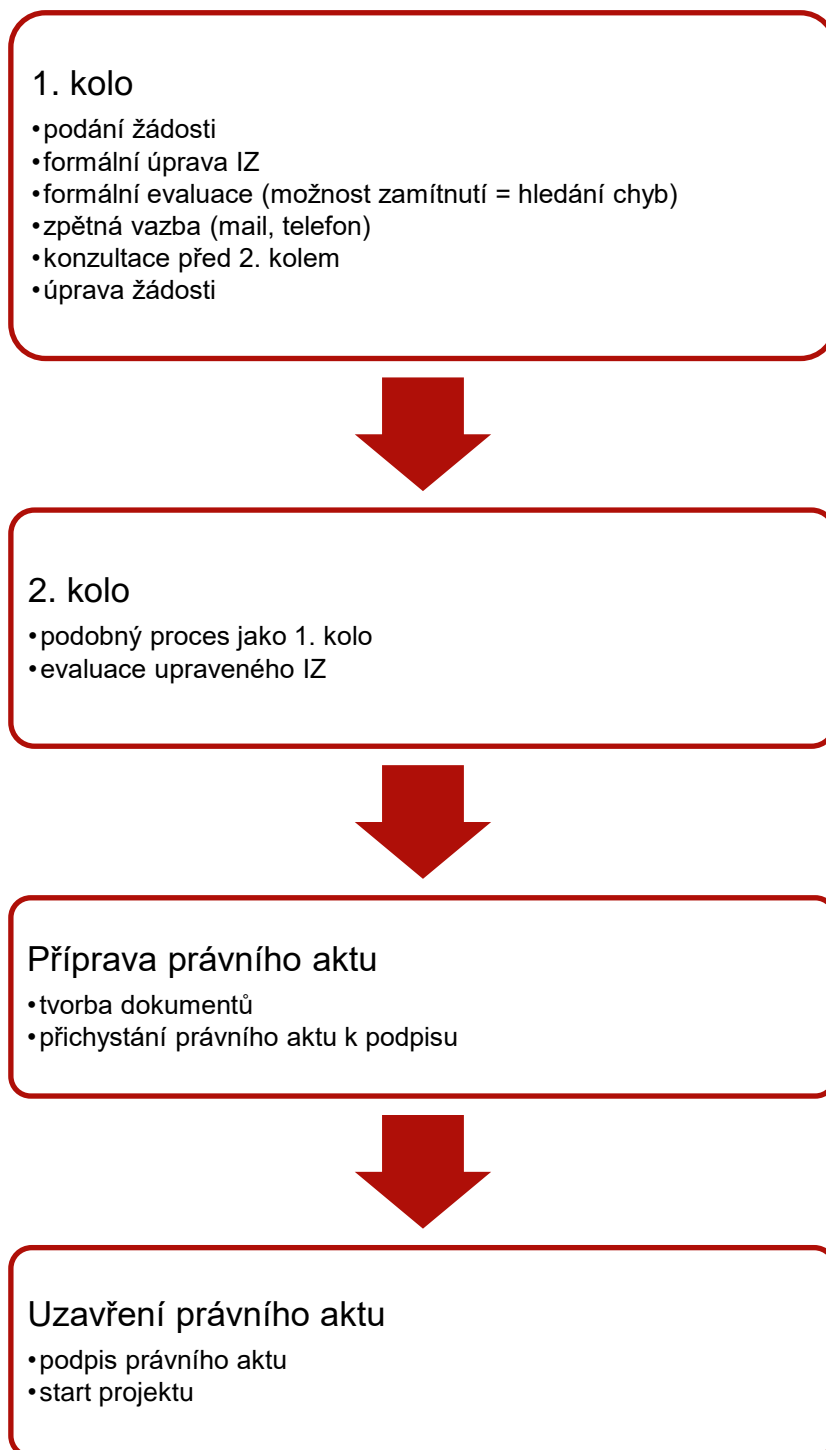 1. kolo
•podání žádosti
•formální úprava IZ
•formální evaluace (možnost zamítnutí = hledání chyb)
•zpětná vazba (mail, telefon)
•konzultace před 2. kolem
•úprava žádosti
2. kolo
•podobný proces jako 1. kolo
•evaluace upraveného IZ
Příprava právního aktu
•tvorba dokumentů
•přichystání právního aktu k podpisu
Uzavření právního aktu
•podpis právního aktu
•start projektu